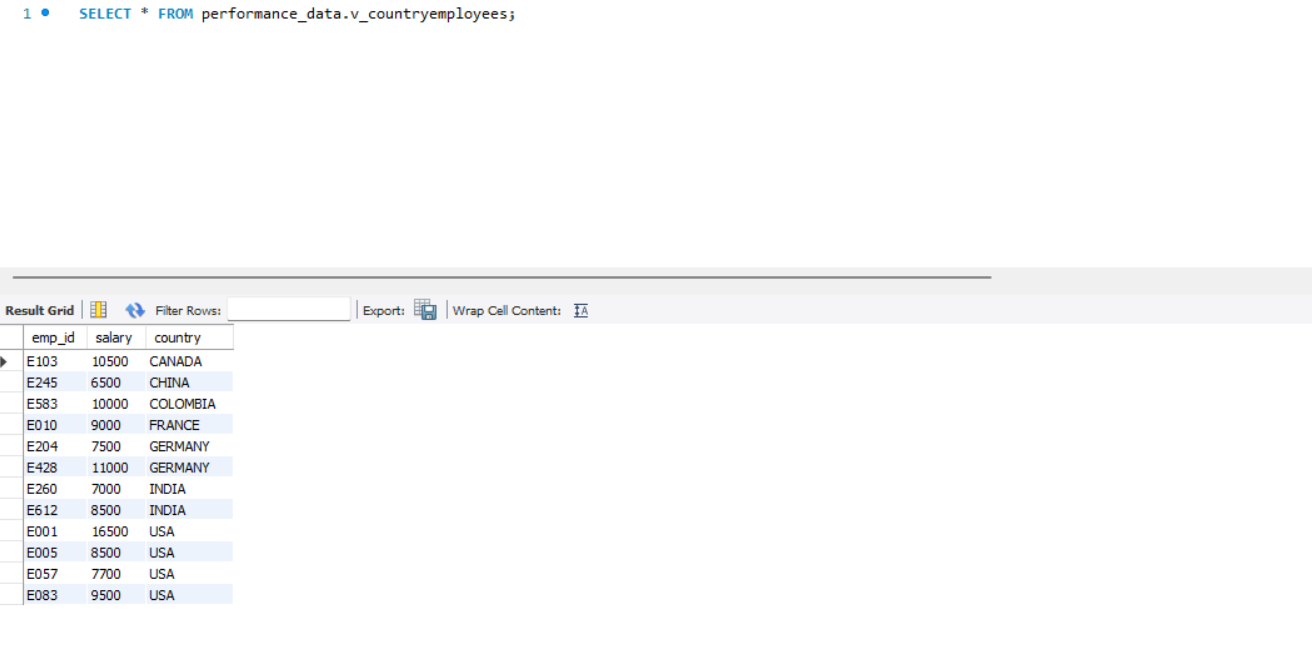 1 SELECT * FROM performance_data.v_countryemployees;
Result Grid Filter Rows: Export: Wrap Cell Content: IA
emp_id salary country
E103 10500 CANADA
E245 6500 CHINA
E583 10000 COLOMBIA
E010 9000 FRANCE
E204 7500 GERMANY
E428 11000 GERMANY
E260 7000 INDIA
E612 8500 INDIA
E001 16500 USA
E005 8500 USA
E057 7700 USA
E083 9500 USA